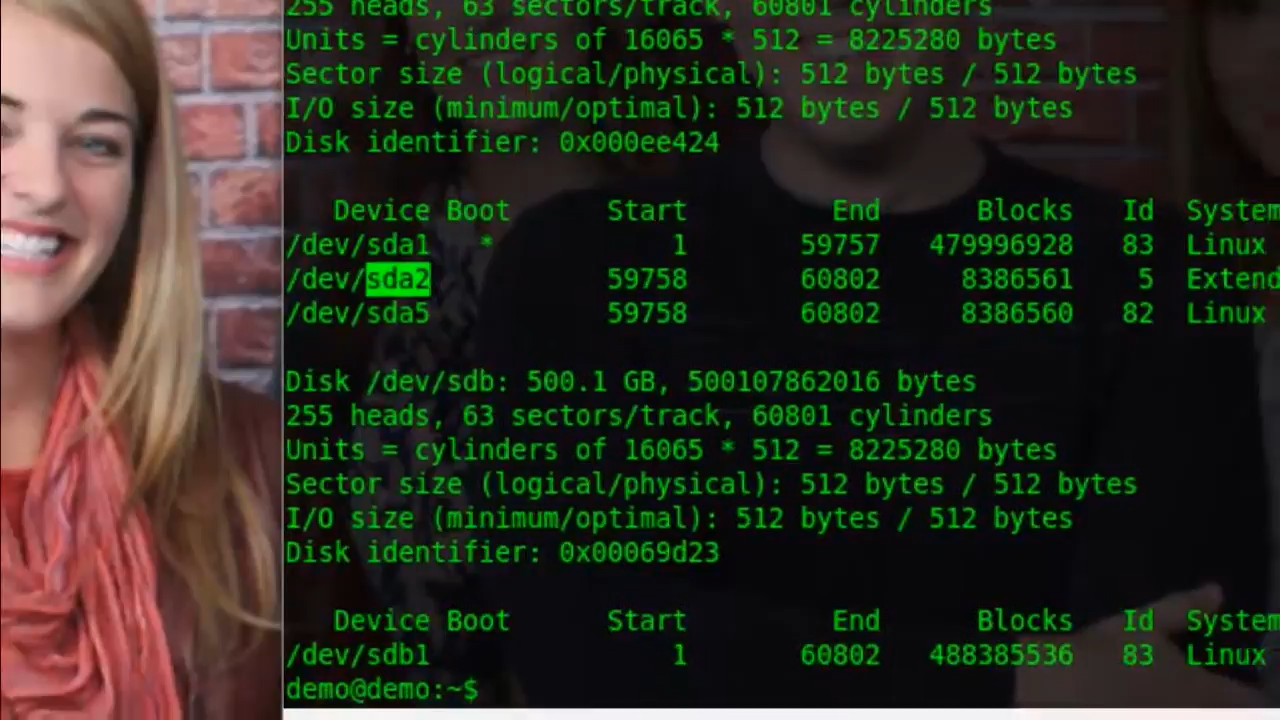 255 heads, 63 sectors/track, 60801 cylinders
Units = cylinders of 16065 * 512 = 8225280 bytes
Sector size (logical/physical): 512 bytes / 512 bytes
I/O size (minimum/optimal): 512 bytes / 512 bytes
Disk identifier: 0x000ee424
Device Boot Start End Blocks Id System
/dev/sda1 * 1 59757 479996928 83 Linux
/dev/sda2 59758 60802 8386561 5 Extend
/dev/sda5 59758 60802 8386560 82 Linux
Disk /dev/sdb: 500.1 GB, 500107862016 bytes
255 heads, 63 sectors/track, 60801 cylinders
Units = cylinders of 16065 * 512 = 8225280 bytes
Sector size (logical/physical): 512 bytes / 512 bytes
I/O size (minimum/optimal): 512 bytes / 512 bytes
Disk identifier: 0x00069d23
Device Boot Start End Blocks Id System
/dev/sdb1 1 60802 488385536 83 Linux
demo@demo:~$